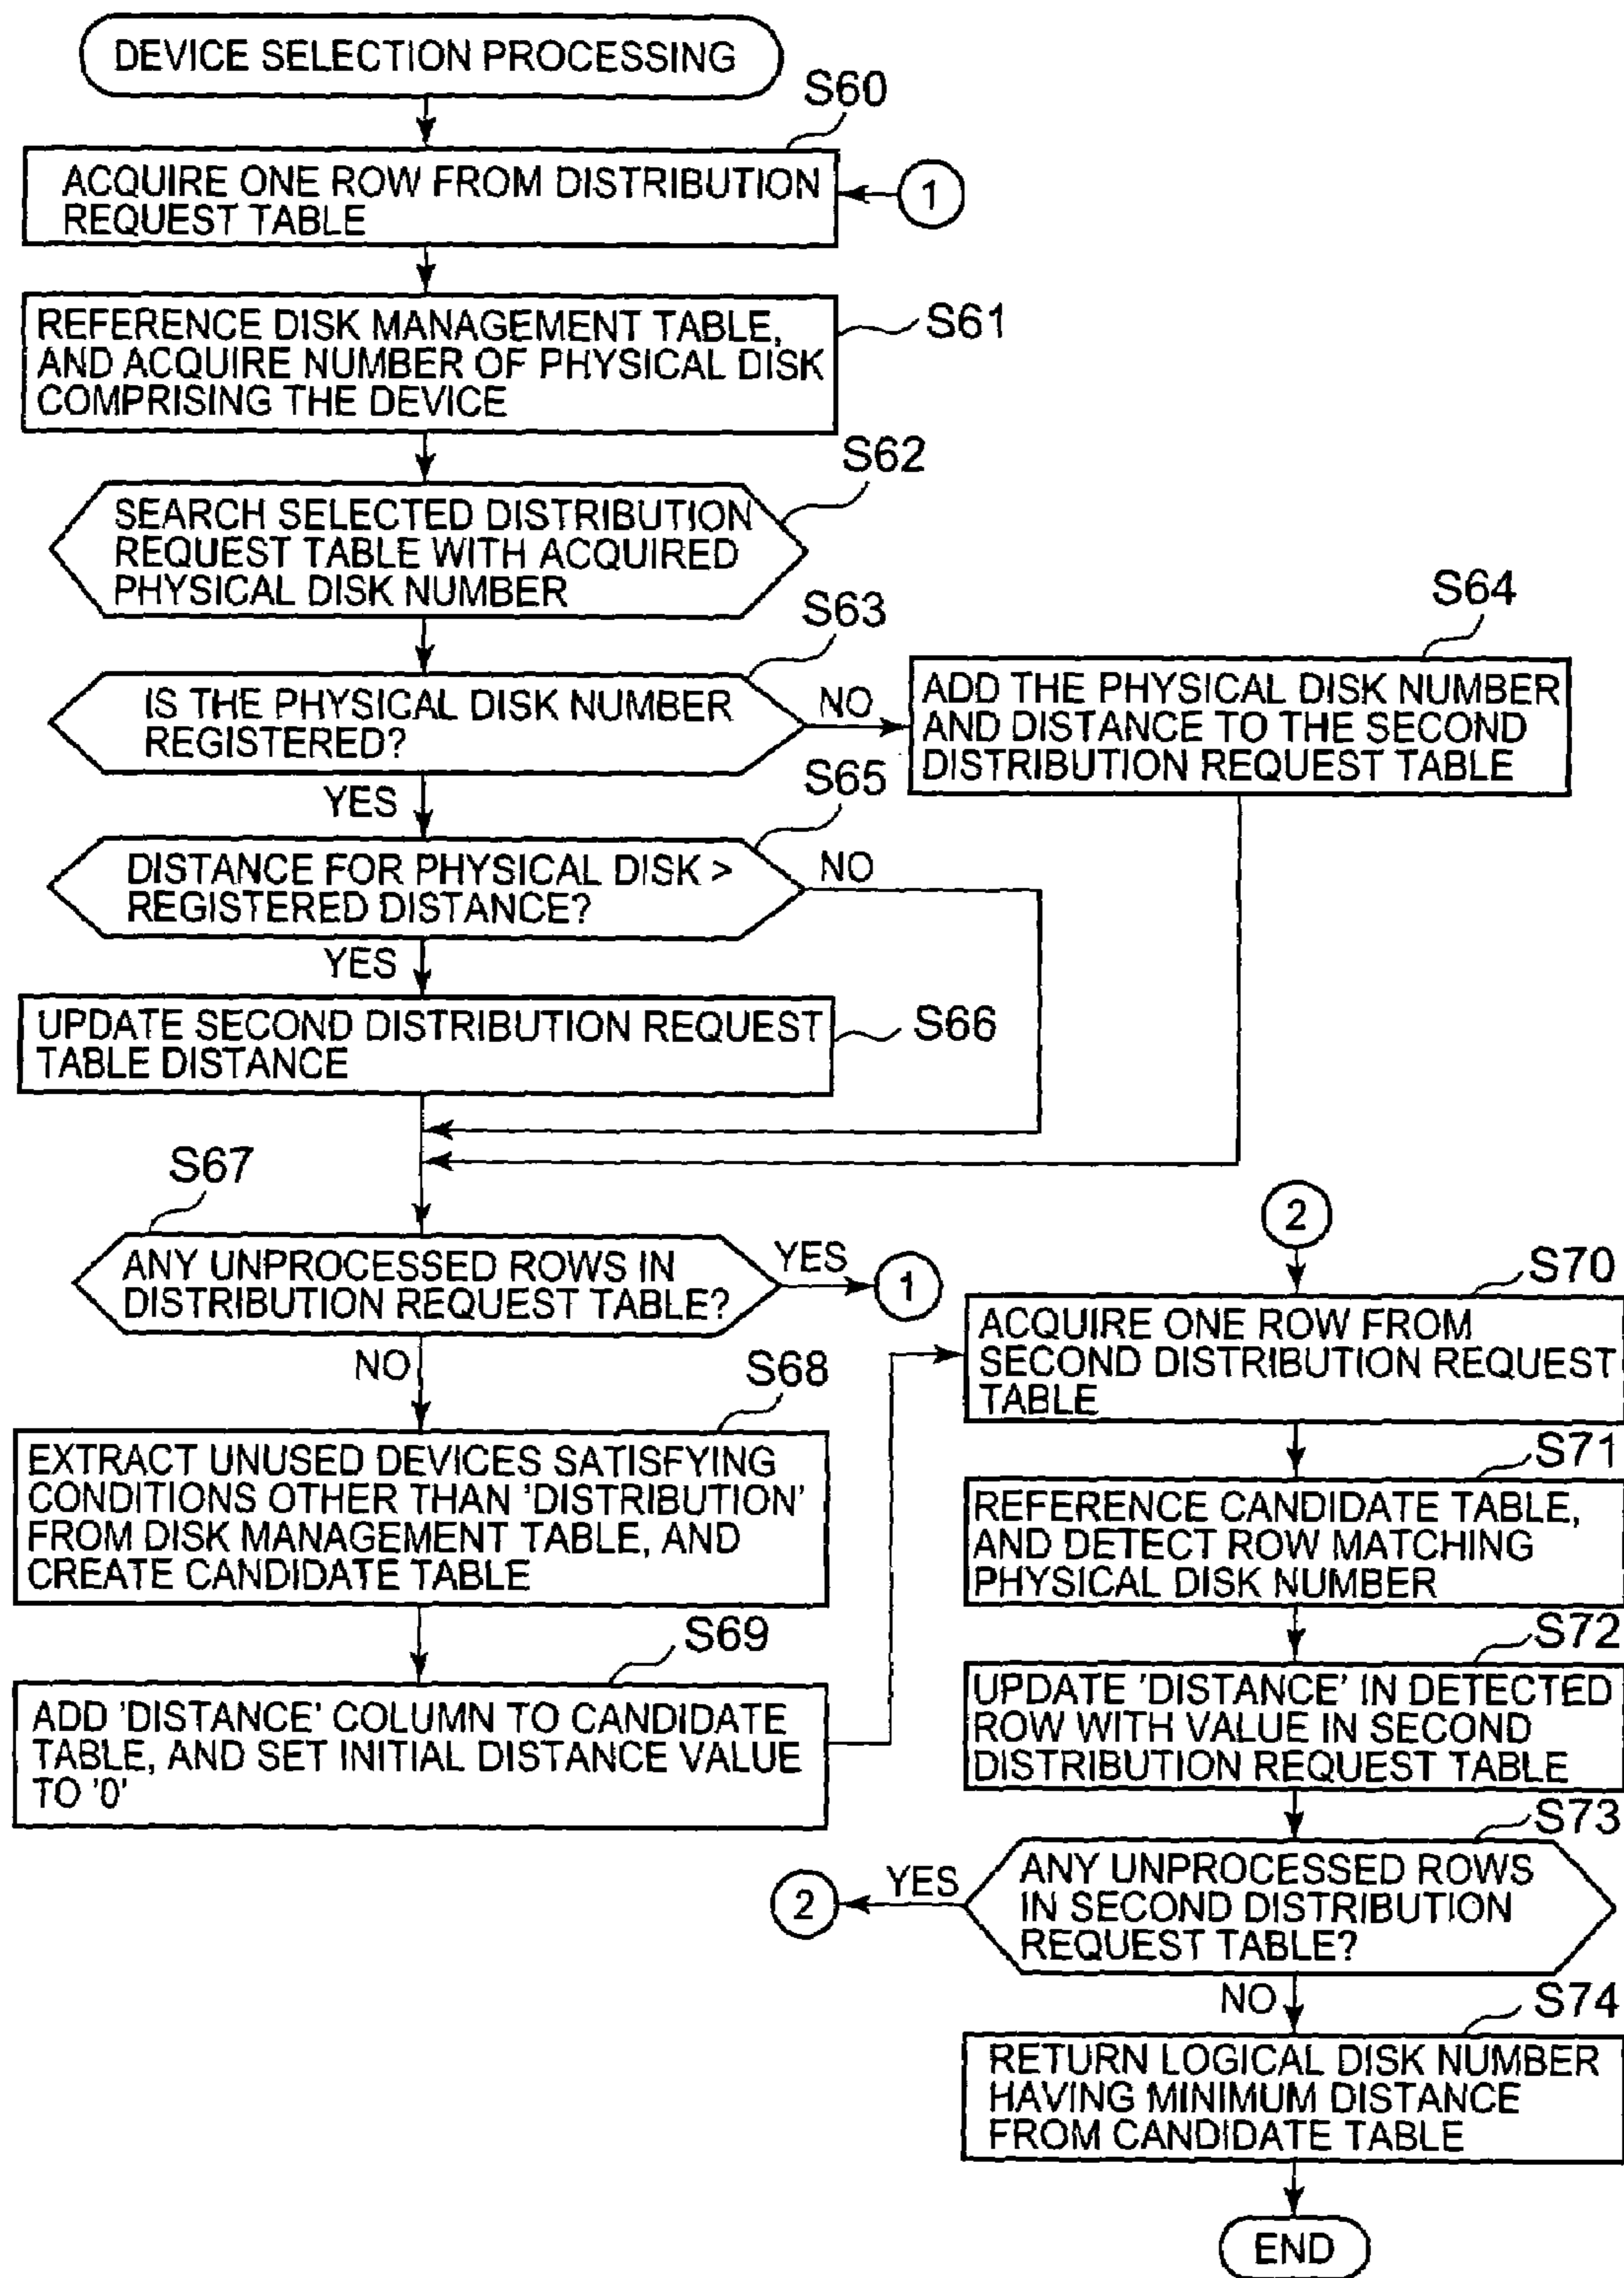 DEVICE SELECTION PROCESSING
S60
ACQUIRE ONE ROW FROM DISTRIBUTION
REQUEST TABLE
1
REFERENCE DISK MANAGEMENT TABLE,
AND ACQUIRE NUMBER OF PHYSICAL DISK
COMPRISING THE DEVICE
S61
S62
SEARCH SELECTED DISTRIBUTION
REQUEST TABLE WITH ACQUIRED
PHYSICAL DISK NUMBER
S63
IS THE PHYSICAL DISK NUMBER
REGISTERED?
NO
S64
ADD THE PHYSICAL DISK NUMBER
AND DISTANCE TO THE SECOND
DISTRIBUTION REQUEST TABLE
YES
S65
DISTANCE FOR PHYSICAL DISK >
REGISTERED DISTANCE?
NO
YES
UPDATE SECOND DISTRIBUTION REQUEST
TABLE DISTANCE
S66
S67
ANY UNPROCESSED ROWS IN
DISTRIBUTION REQUEST TABLE?
YES
1
NO
S68
EXTRACT UNUSED DEVICES SATISFYING
CONDITIONS OTHER THAN 'DISTRIBUTION'
FROM DISK MANAGEMENT TABLE, AND
CREATE CANDIDATE TABLE
S69
ADD 'DISTANCE' COLUMN TO CANDIDATE
TABLE, AND SET INITIAL DISTANCE VALUE
TO '0'
2
S70
ACQUIRE ONE ROW FROM
SECOND DISTRIBUTION REQUEST
TABLE
S71
REFERENCE CANDIDATE TABLE,
AND DETECT ROW MATCHING
PHYSICAL DISK NUMBER
S72
UPDATE 'DISTANCE' IN DETECTED
ROW WITH VALUE IN SECOND
DISTRIBUTION REQUEST TABLE
S73
ANY UNPROCESSED ROWS
IN SECOND DISTRIBUTION
REQUEST TABLE?
YES
2
NO
S74
RETURN LOGICAL DISK NUMBER
HAVING MINIMUM DISTANCE
FROM CANDIDATE TABLE
END